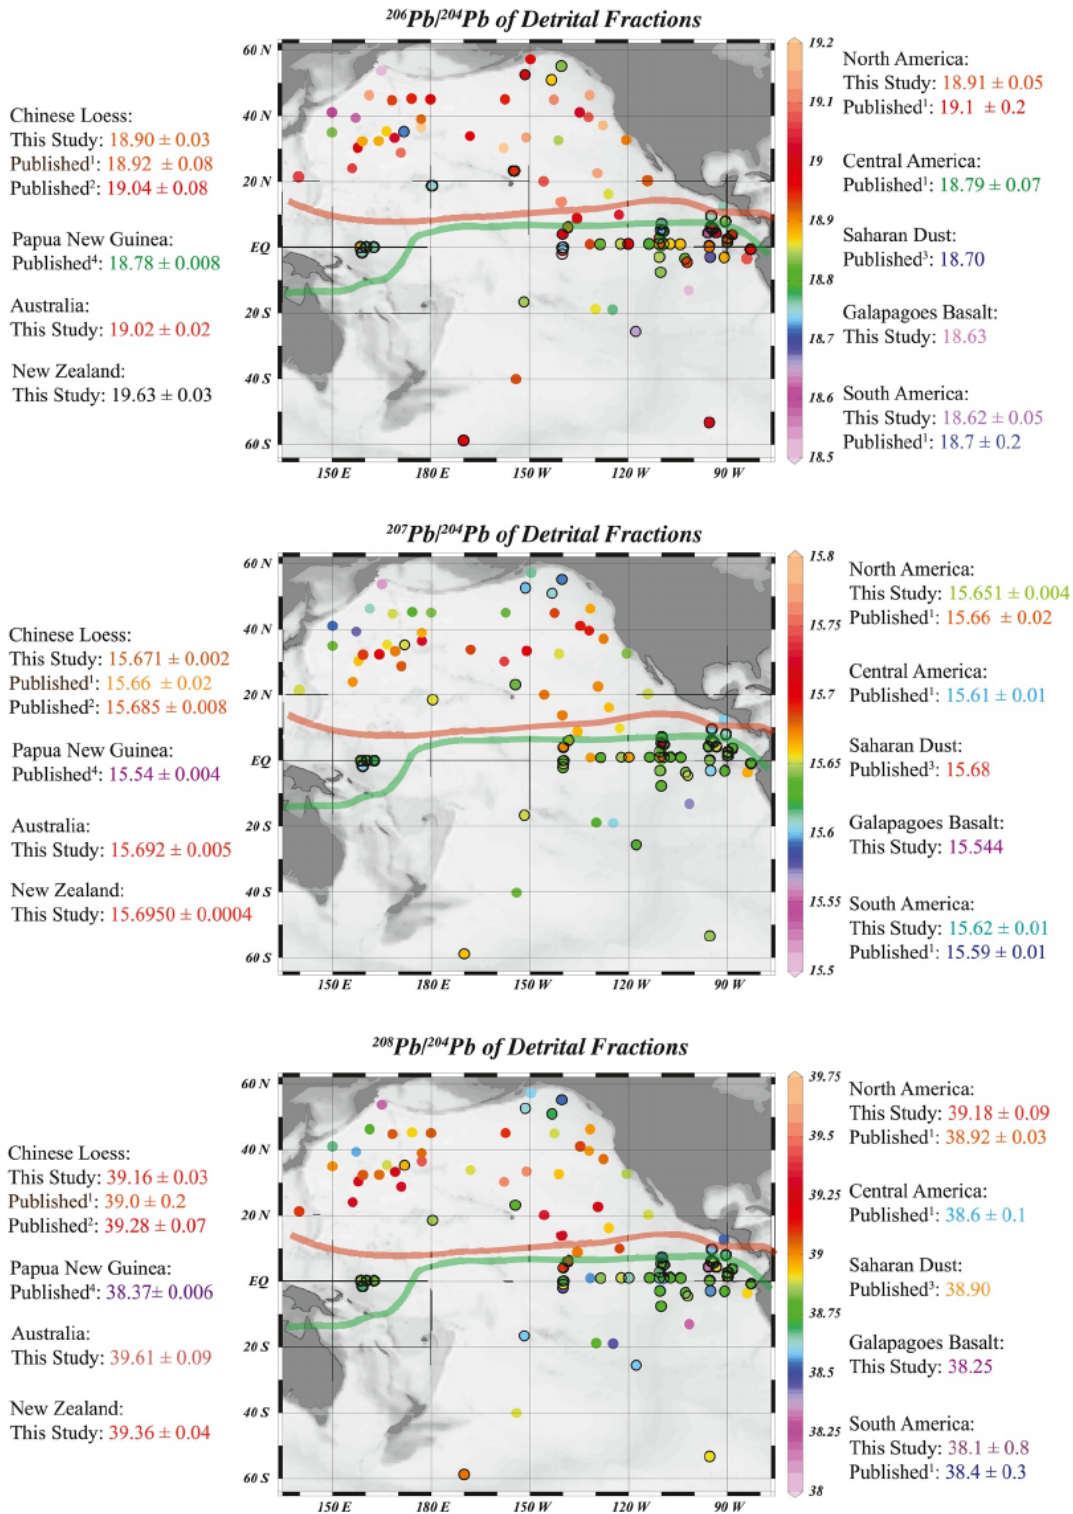 ²⁰⁶Pb/²⁰⁴Pb of Detrital Fractions
Chinese Loess:
This Study: 18.90 ± 0.03
Published¹: 18.92 ± 0.08
Published²: 19.04 ± 0.08
Papua New Guinea:
Published⁴: 18.78 ± 0.008
Australia:
This Study: 19.02 ± 0.02
New Zealand:
This Study: 19.63 ± 0.03
60 N
40 N
20 N
EQ
20 S
40 S
60 S
150 E
180 E
150 W
120 W
90 W
19.2
19.1
19
18.9
18.8
18.7
18.6
18.5
North America:
This Study: 18.91 ± 0.05
Published¹: 19.1 ± 0.2
Central America:
Published¹: 18.79 ± 0.07
Saharan Dust:
Published³: 18.70
Galapagoes Basalt:
This Study: 18.63
South America:
This Study: 18.62 ± 0.05
Published¹: 18.7 ± 0.2
²⁰⁷Pb/²⁰⁴Pb of Detrital Fractions
Chinese Loess:
This Study: 15.671 ± 0.002
Published¹: 15.66 ± 0.02
Published²: 15.685 ± 0.008
Papua New Guinea:
Published⁴: 15.54 ± 0.004
Australia:
This Study: 15.692 ± 0.005
New Zealand:
This Study: 15.6950 ± 0.0004
60 N
40 N
20 N
EQ
20 S
40 S
60 S
150 E
180 E
150 W
120 W
90 W
15.8
15.75
15.7
15.65
15.6
15.55
15.5
North America:
This Study: 15.651 ± 0.004
Published¹: 15.66 ± 0.02
Central America:
Published¹: 15.61 ± 0.01
Saharan Dust:
Published³: 15.68
Galapagoes Basalt:
This Study: 15.544
South America:
This Study: 15.62 ± 0.01
Published¹: 15.59 ± 0.01
²⁰⁸Pb/²⁰⁴Pb of Detrital Fractions
Chinese Loess:
This Study: 39.16 ± 0.03
Published¹: 39.0 ± 0.2
Published²: 39.28 ± 0.07
Papua New Guinea:
Published⁴: 38.37± 0.006
Australia:
This Study: 39.61 ± 0.09
New Zealand:
This Study: 39.36 ± 0.04
60 N
40 N
20 N
EQ
20 S
40 S
60 S
150 E
180 E
150 W
120 W
90 W
39.75
39.5
39.25
39
38.75
38.5
38.25
38
North America:
This Study: 39.18 ± 0.09
Published¹: 38.92 ± 0.03
Central America:
Published¹: 38.6 ± 0.1
Saharan Dust:
Published³: 38.90
Galapagoes Basalt:
This Study: 38.25
South America:
This Study: 38.1 ± 0.8
Published¹: 38.4 ± 0.3